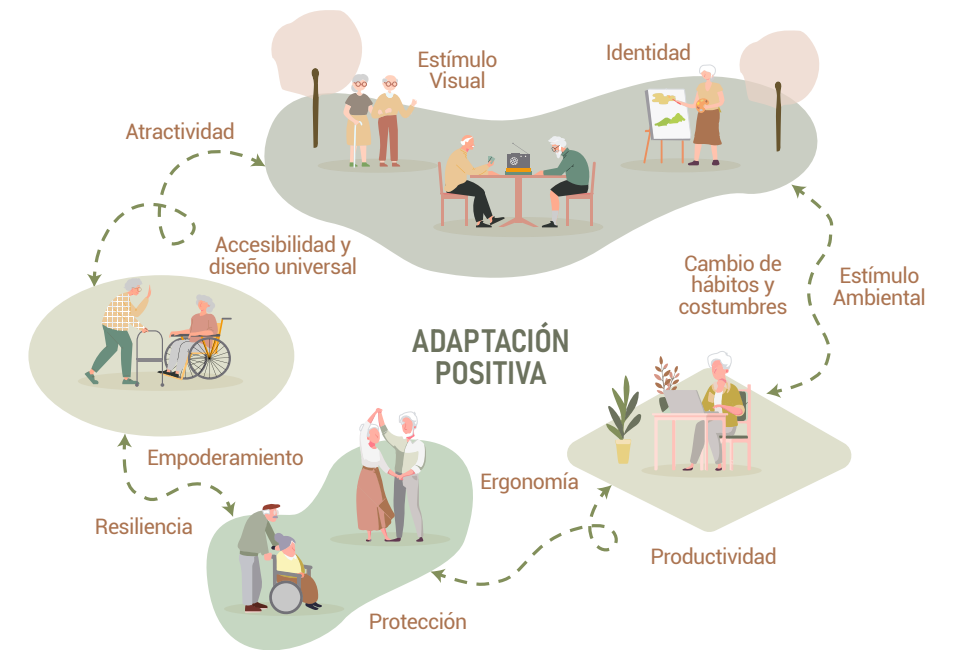 Estímulo
Visual
Identidad
Atractividad
Accesibilidad y
diseño universal
Cambio de
hábitos y
costumbres
Estímulo
Ambiental
ADAPTACIÓN
POSITIVA
Empoderamiento
Ergonomía
Resiliencia
Productividad
Protección